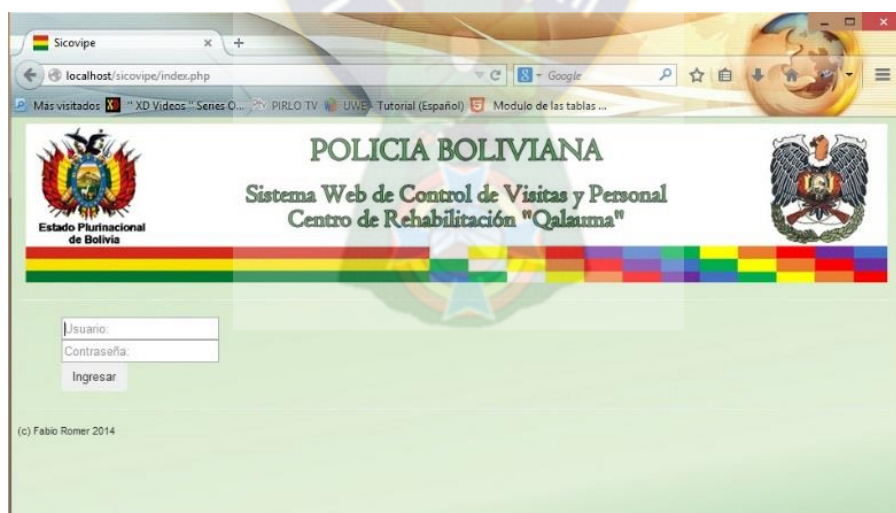 Sicovipe
localhost/sicovipe/index.php
Google
Más visitados
XD
"XD Videos" Series O...
PIRLO TV
UWE - Tutorial (Español)
Modulo de las tablas ...
POLICIA BOLIVIANA
Sistema Web de Control de Visitas y Personal
Centro de Rehabilitación "Qalauma"
Estado Plurinacional
de Bolivia
Usuario:
Contraseña:
Ingresar
(c) Fabio Romer 2014